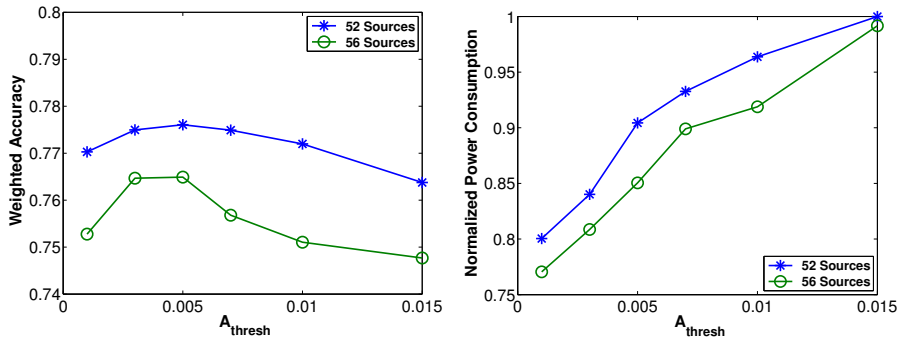 0.8
0.79
0.78
0.77
0.76
0.75
0.74
Weighted Accuracy
52 Sources
56 Sources
0
0.005
0.01
0.015
A_thresh
1
0.95
0.9
0.85
0.8
0.75
Normalized Power Consumption
52 Sources
56 Sources
0
0.005
0.01
0.015
A_thresh